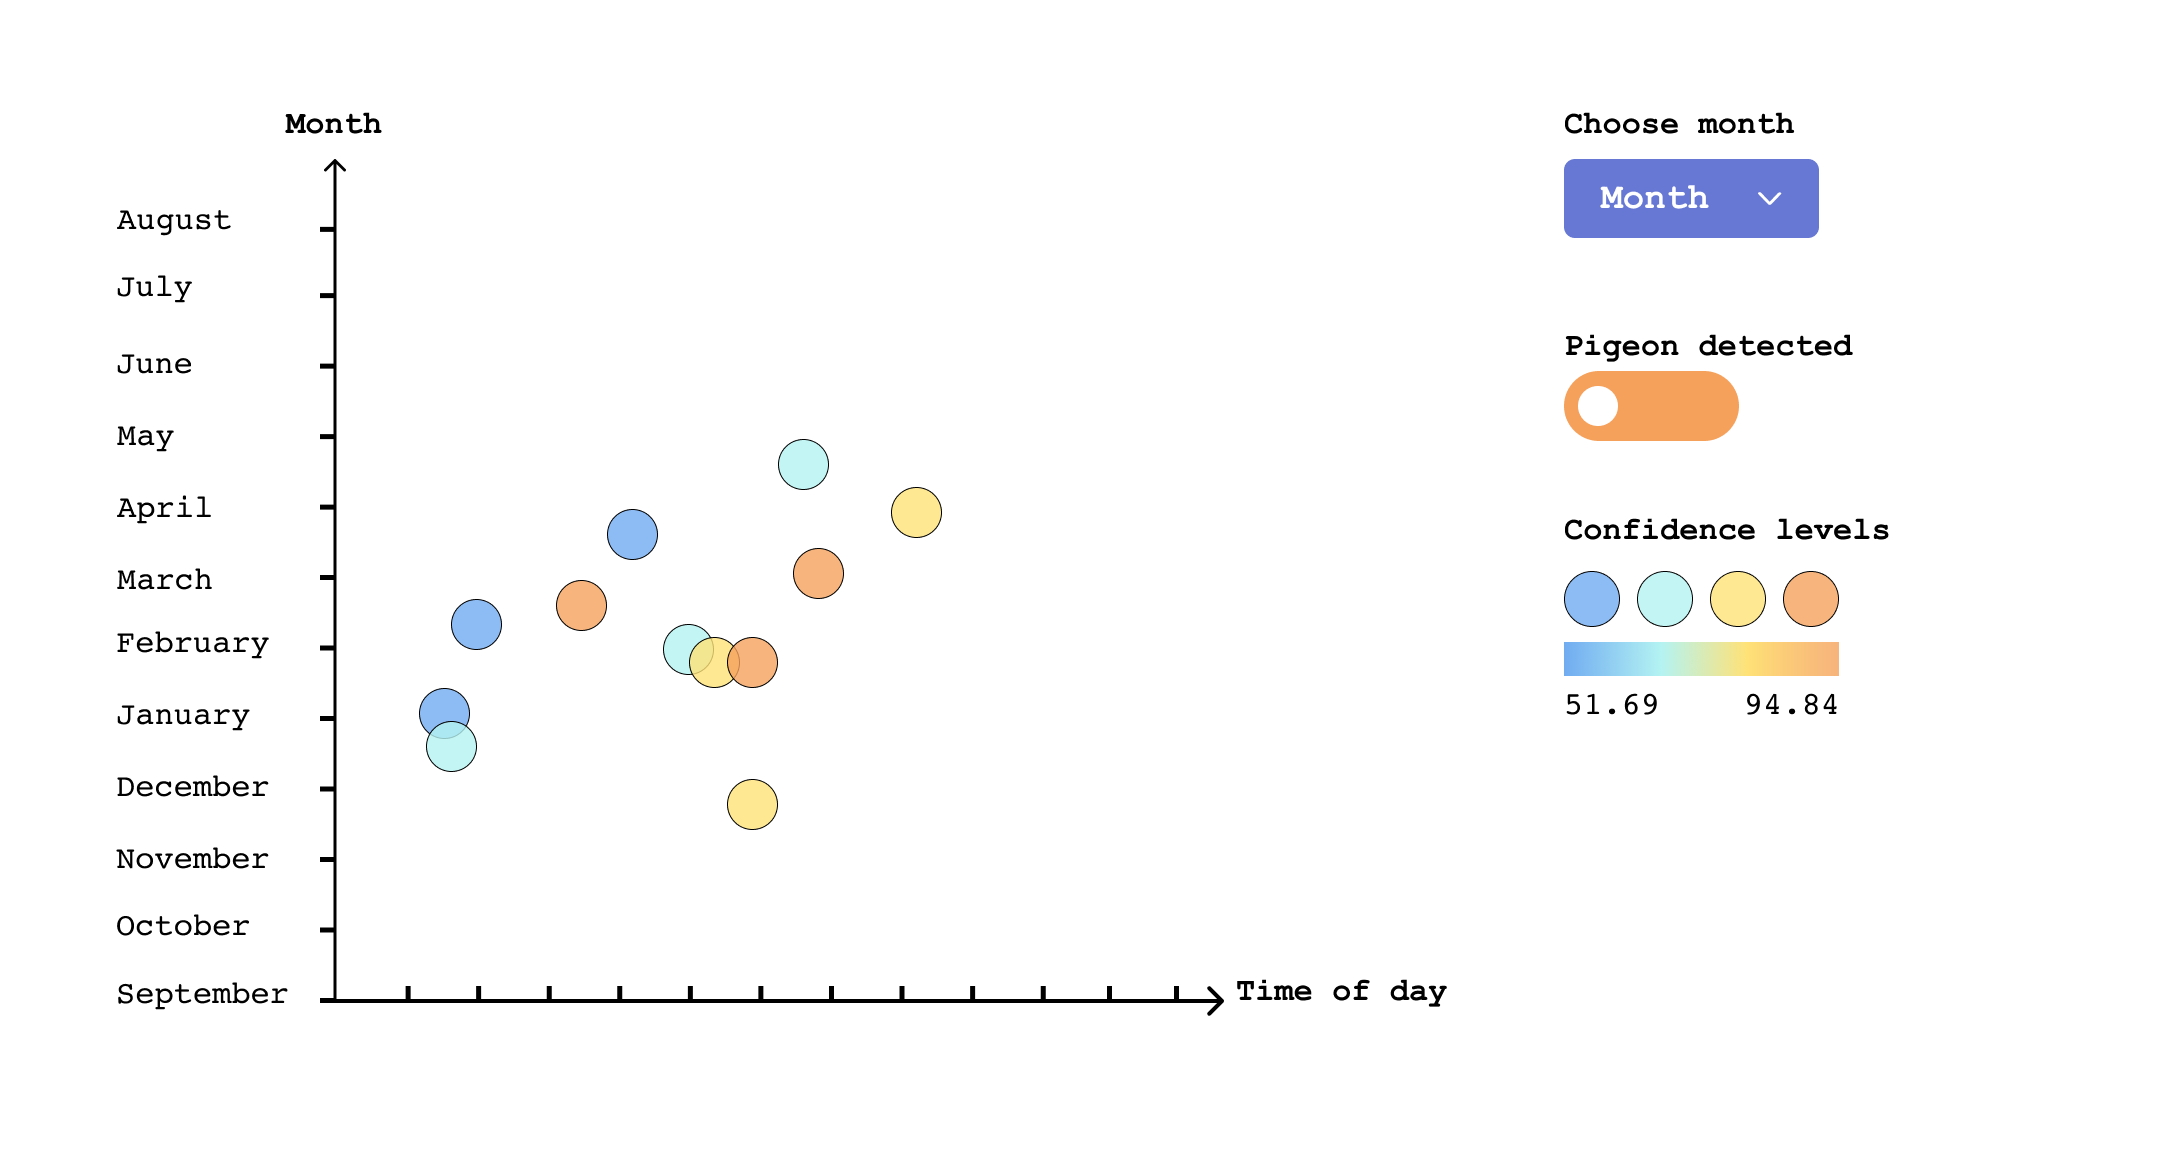 Month
August
July
June
May
April
March
February
January
December
November
October
September
Time of day
Choose month
Month
Pigeon detected
Confidence levels
51.69 94.84